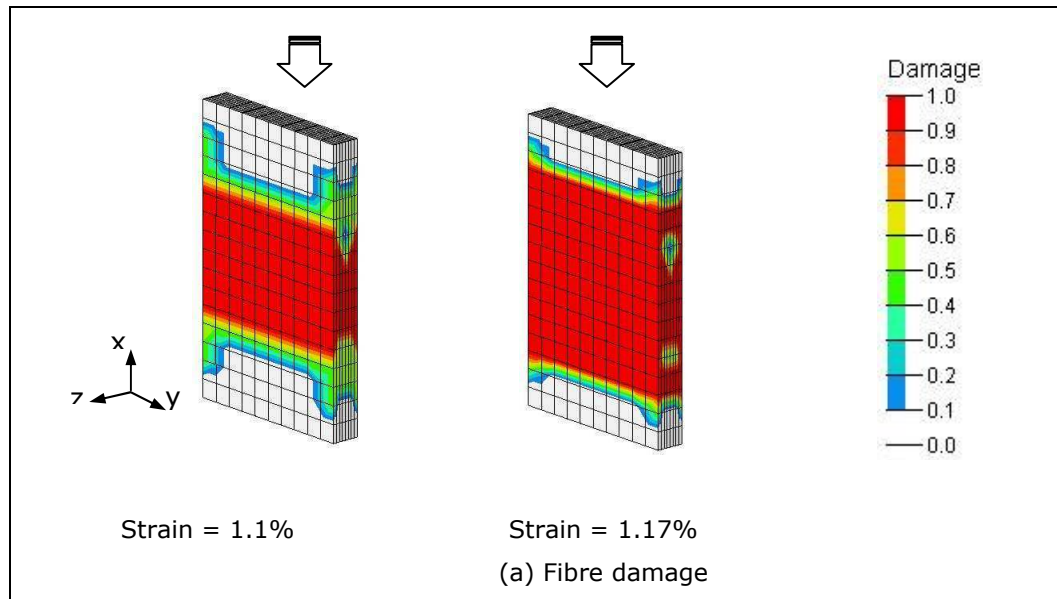 Damage
1.0
0.9
0.8
0.7
0.6
0.5
0.4
0.3
0.2
0.1
0.0
x
z
y
Strain = 1.1%
Strain = 1.17%
(a) Fibre damage